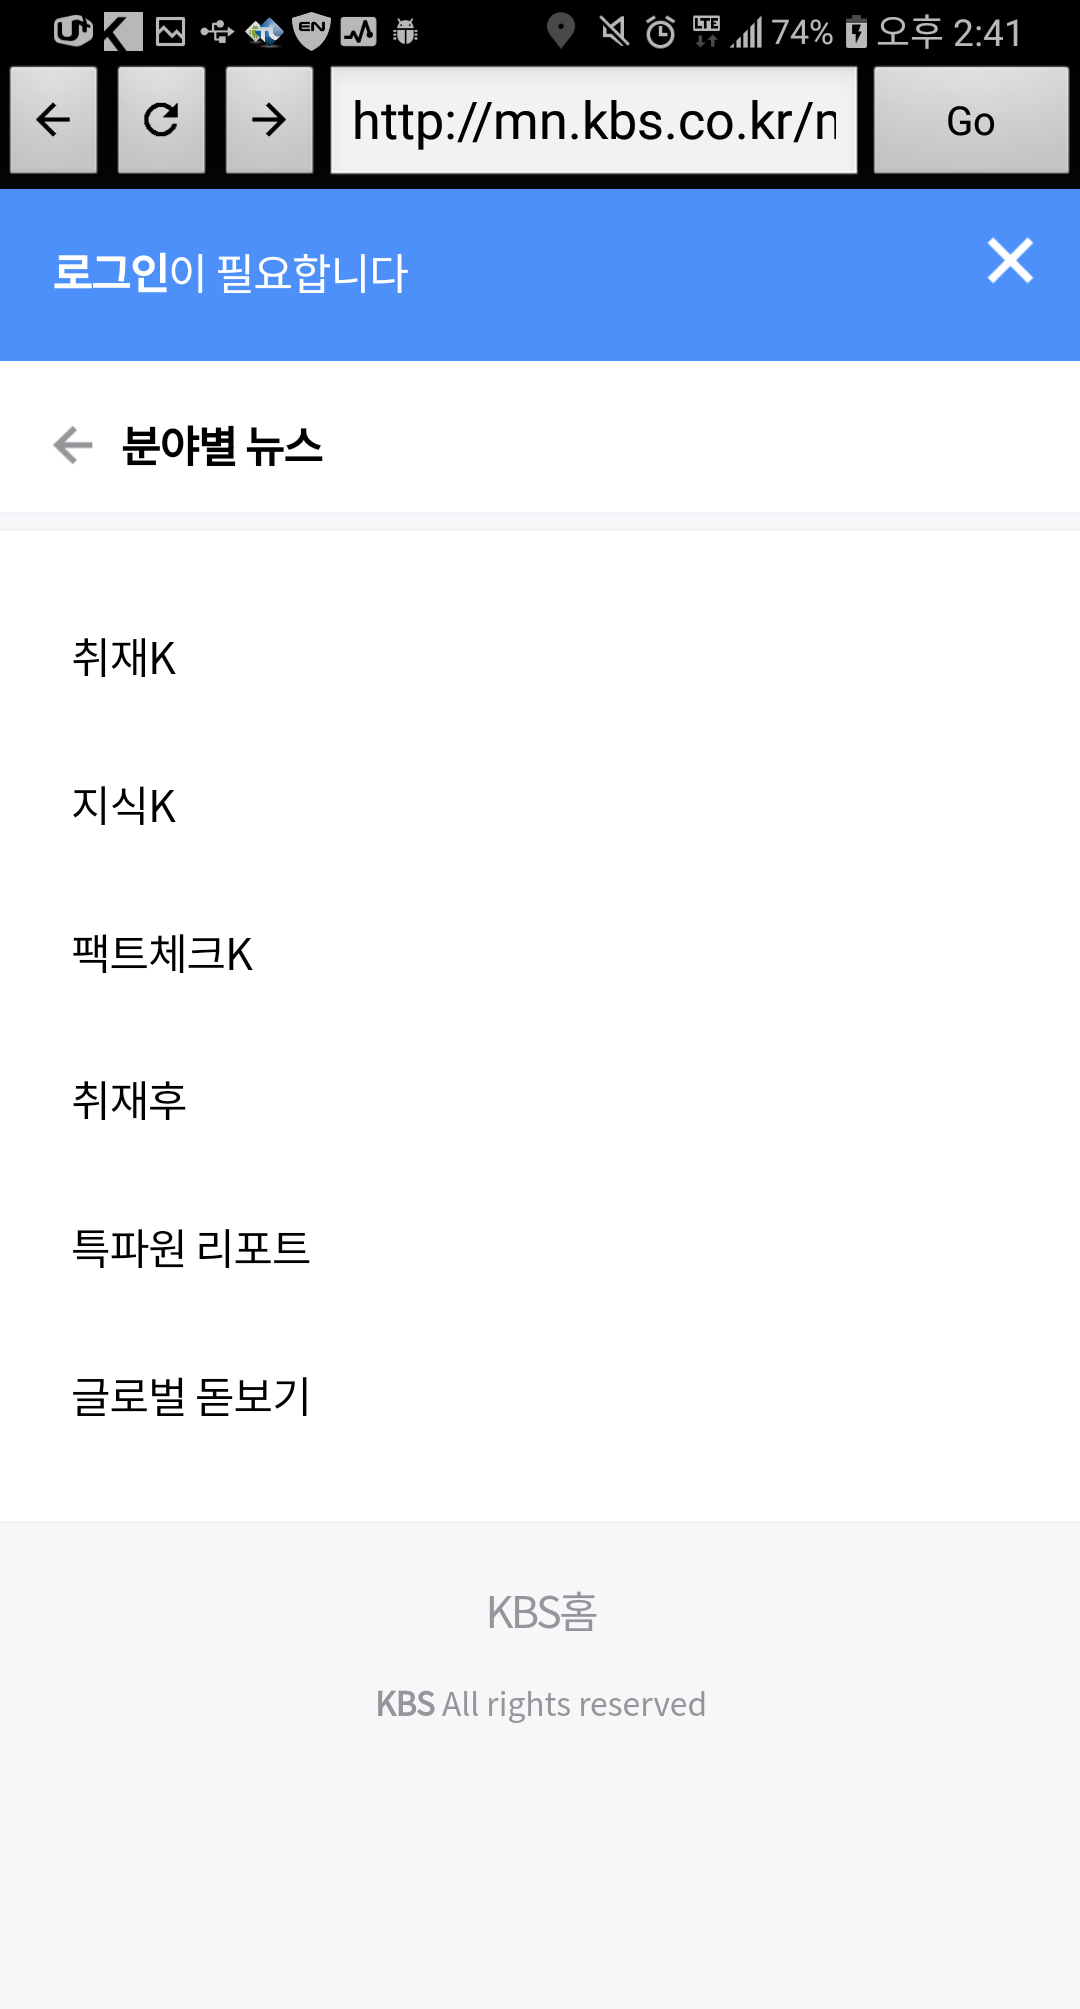 EN LTE 74% 오후 2:41
http://mn.kbs.co.kr/n Go
로그인이 필요합니다
분야별 뉴스
취재K
지식K
팩트체크K
취재후
특파원 리포트
글로벌 돋보기
KBS홈
KBS All rights reserved